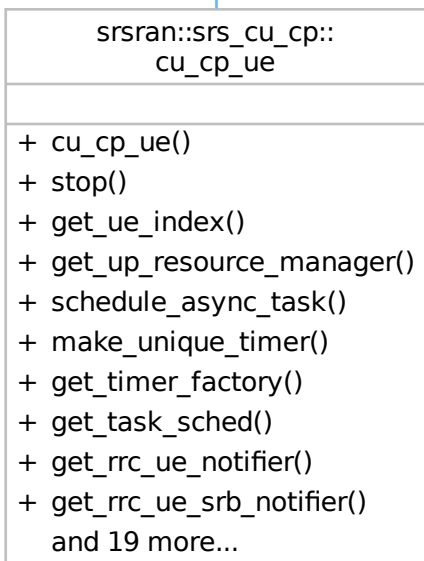 srsran::srs_cu_cp::
cu_cp_ue
+ cu_cp_ue()
+ stop()
+ get_ue_index()
+ get_up_resource_manager()
+ schedule_async_task()
+ make_unique_timer()
+ get_timer_factory()
+ get_task_sched()
+ get_rrc_ue_notifier()
+ get_rrc_ue_srb_notifier()
and 19 more...